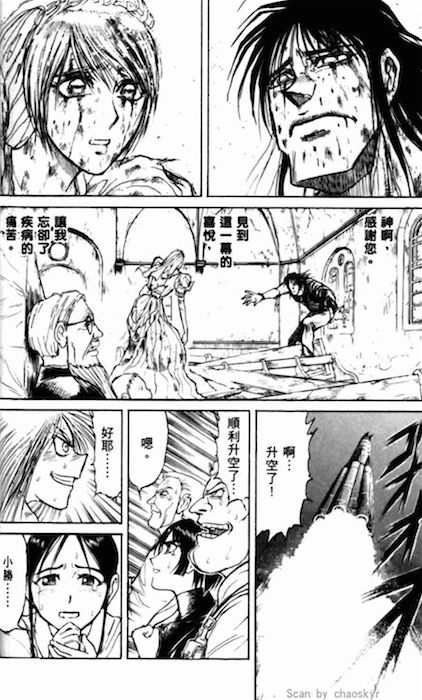 神啊，
感謝您。
見到
這一幕的
喜悅，
讓我
忘卻了
疾病的
痛苦。
啊…
升空了！
順利升空了…
嗯。
好耶……
小勝……
Scan by chaoskyr